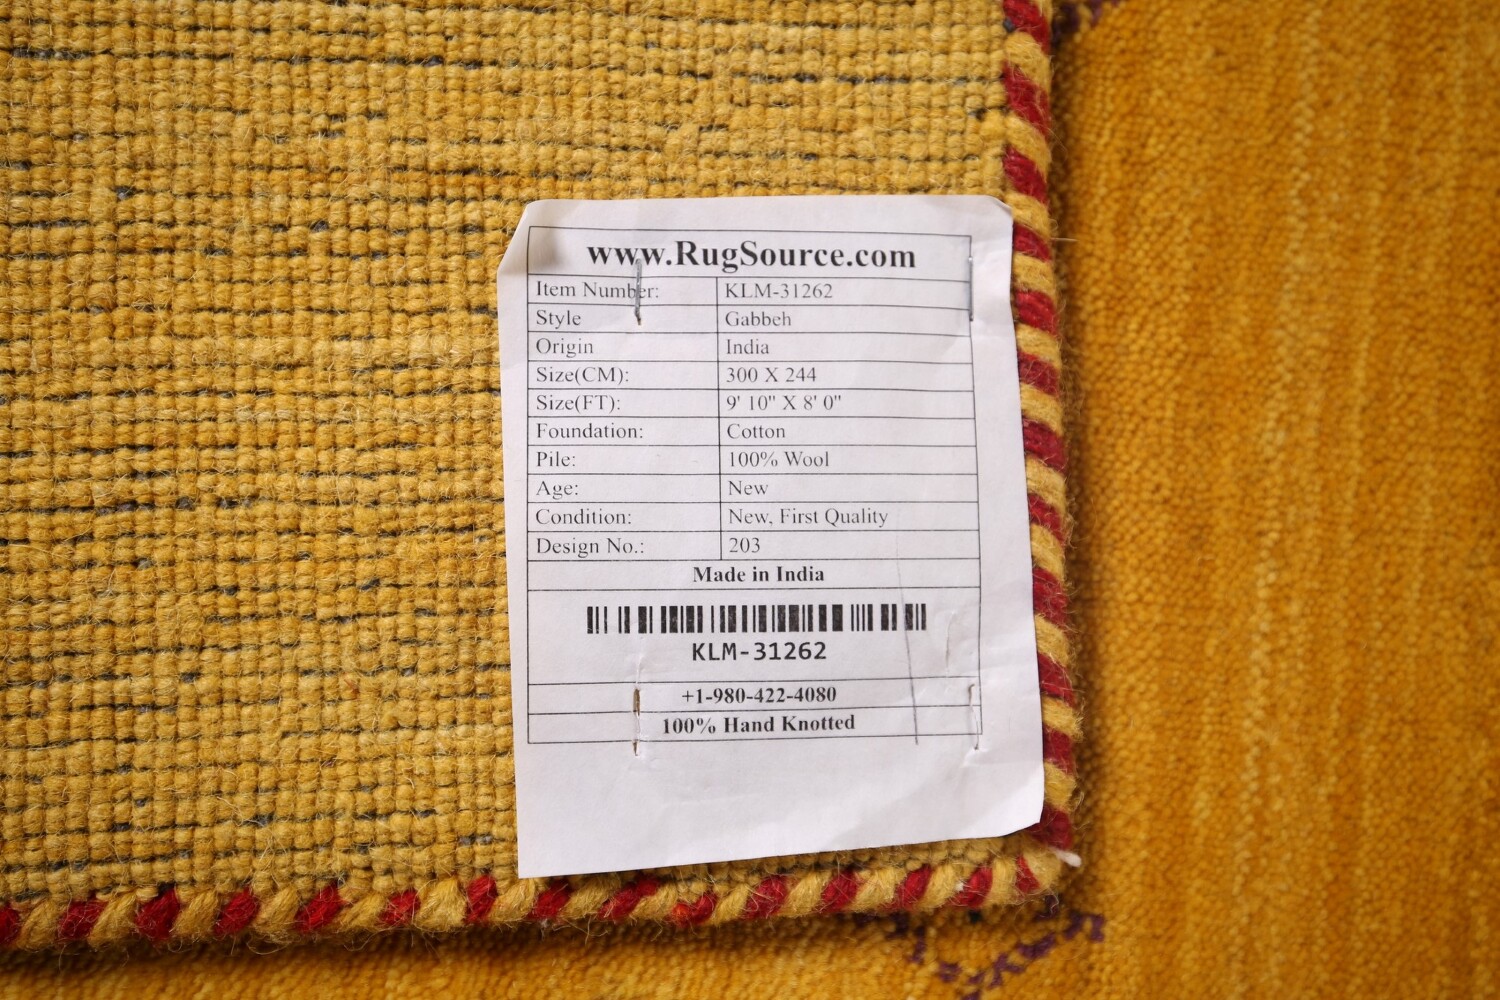 www.RugSource.com
Item Number: KLM-31262
Style Gabbeh
Origin India
Size(CM): 300 X 244
Size(FT): 9' 10" X 8' 0"
Foundation: Cotton
Pile: 100% Wool
Age: New
Condition: New, First Quality
Design No.: 203
Made in India
KLM-31262
+1-980-422-4080
100% Hand Knotted